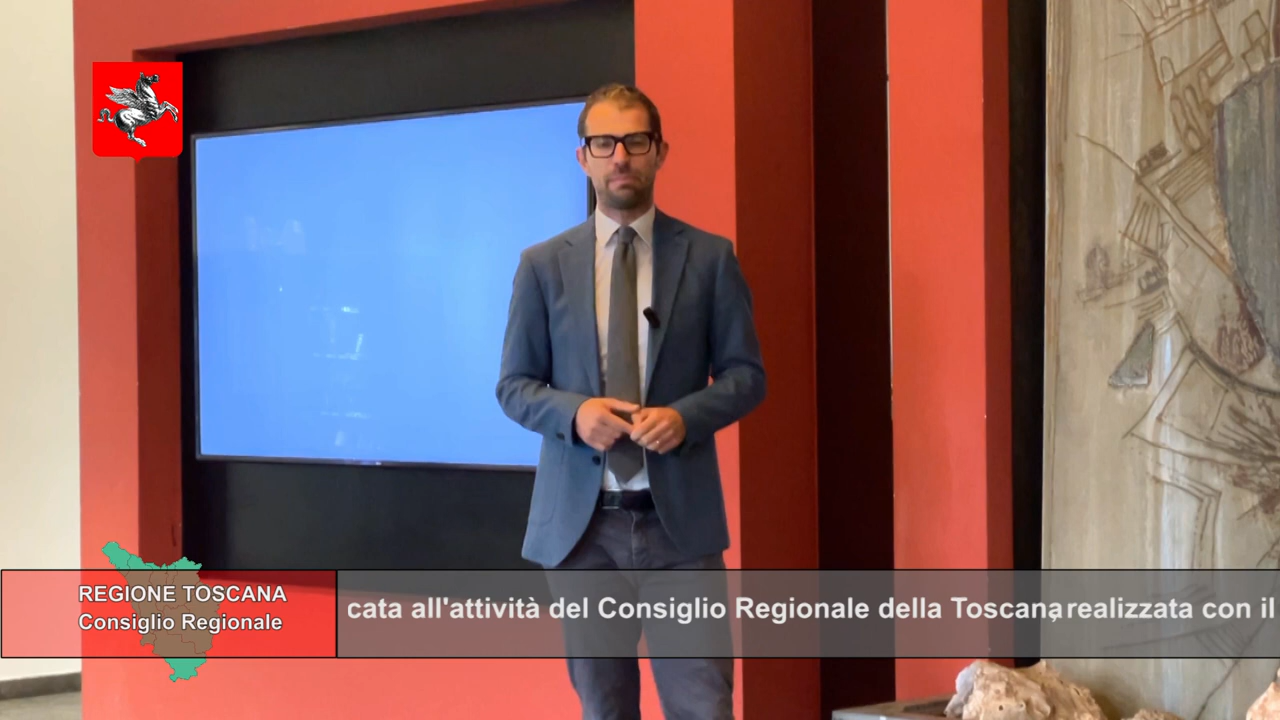 REGIONE TOSCANA
Consiglio Regionale
cata all'attività del Consiglio Regionale della Toscana, realizzata con il